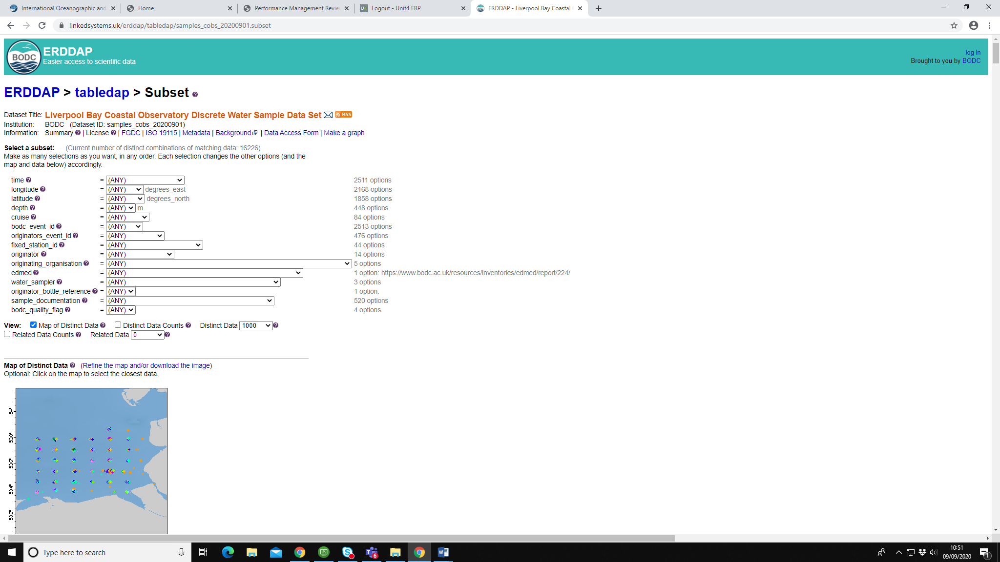 International Oceanographic and
Home
Performance Management Revie
Logout - Unit4 ERP
ERDDAP - Liverpool Bay Coastal
linkedsystems.uk/erddap/tabledap/samples_cobs_20200901.subset
BODC
ERDDAP
Easier access to scientific data
log in
Brought to you by BODC
ERDDAP > tabledap > Subset ?
Dataset Title: Liverpool Bay Coastal Observatory Discrete Water Sample Data Set RSS
Institution: BODC (Dataset ID: samples_cobs_20200901)
Information: Summary ? | License ? | FGDC | ISO 19115 | Metadata | Background | Data Access Form | Make a graph
Select a subset: (Current number of distinct combinations of matching data: 16226)
Make as many selections as you want, in any order. Each selection changes the other options (and the
map and data below) accordingly.
time ? = (ANY) 2511 options
longitude ? = (ANY) degrees_east 2168 options
latitude ? = (ANY) degrees_north 1858 options
depth ? = (ANY) m 448 options
cruise ? = (ANY) 84 options
bodc_event_id ? = (ANY) 2513 options
originators_event_id ? = (ANY) 476 options
fixed_station_id ? = (ANY) 44 options
originator ? = (ANY) 14 options
originating_organisation ? = (ANY) 5 options
edmed ? = (ANY) 1 option: https://www.bodc.ac.uk/resources/inventories/edmed/report/224/
water_sampler ? = (ANY) 3 options
originator_bottle_reference ? = (ANY) 1 option:
sample_documentation ? = (ANY) 520 options
bodc_quality_flag ? = (ANY) 4 options
View: Map of Distinct Data ? Distinct Data Counts ? Distinct Data 1000 ?
Related Data Counts ? Related Data 0 ?
Map of Distinct Data ? (Refine the map and/or download the image)
Optional: Click on the map to select the closest data.
54°
53.8°
53.6°
53.4°
53.2°
Type here to search
6
10:51
09/09/2020
1